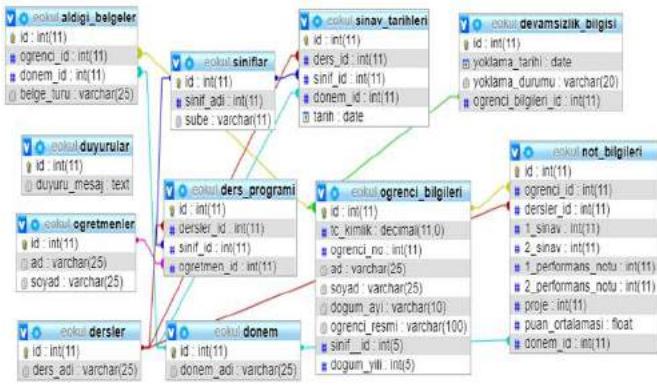 eokul aldigi_belgeler
id : int(11)
ogrenci_id : int(11)
donem_id : int(11)
belge_turu : varchar(25)
eokul siniflar
id : int(11)
sinif_adi : int(11)
sube : varchar(11)
eokul sinav_tarihleri
id : int(11)
ders_id : int(11)
sinif_id : int(11)
donem_id : int(11)
tarih : date
eokul devamsizlik_bilgisi
id : int(11)
yoklama_tarihi : date
yoklama_durumu : varchar(20)
ogrenci_bilgileri_id : int(11)
eokul duyurular
id : int(11)
duyuru_mesaj : text
eokul ders_programi
id : int(11)
dersler_id : int(11)
sinif_id : int(11)
ogretmen_id : int(11)
eokul ogrenci_bilgileri
id : int(11)
tc_kimlik : decimal(11,0)
ogrenci_no : int(11)
ad : varchar(25)
soyad : varchar(25)
dogum_ayi : varchar(10)
ogrenci_resmi : varchar(100)
sinif__id : int(5)
dogum_yili : int(5)
eokul not_bilgileri
id : int(11)
ogrenci_id : int(11)
dersler_id : int(11)
1_sinav : int(11)
2_sinav : int(11)
1_performans_notu : int(11)
2_performans_notu : int(11)
proje : int(11)
puan_ortalamasi : float
donem_id : int(11)
eokul ogretmenler
id : int(11)
ad : varchar(25)
soyad : varchar(25)
eokul dersler
id : int(11)
ders_adi : varchar(25)
eokul donem
id : int(11)
donem_adi : varchar(25)